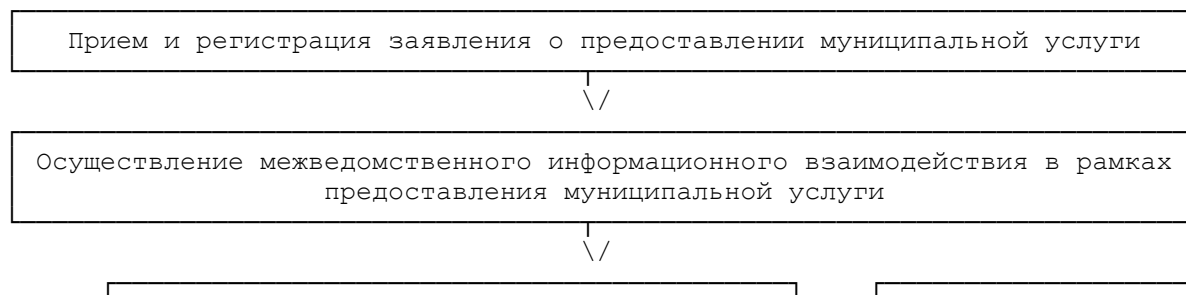 Прием и регистрация заявления о предоставлении муниципальной услуги
\/
Осуществление межведомственного информационного взаимодействия в рамках
предоставления муниципальной услуги
\/